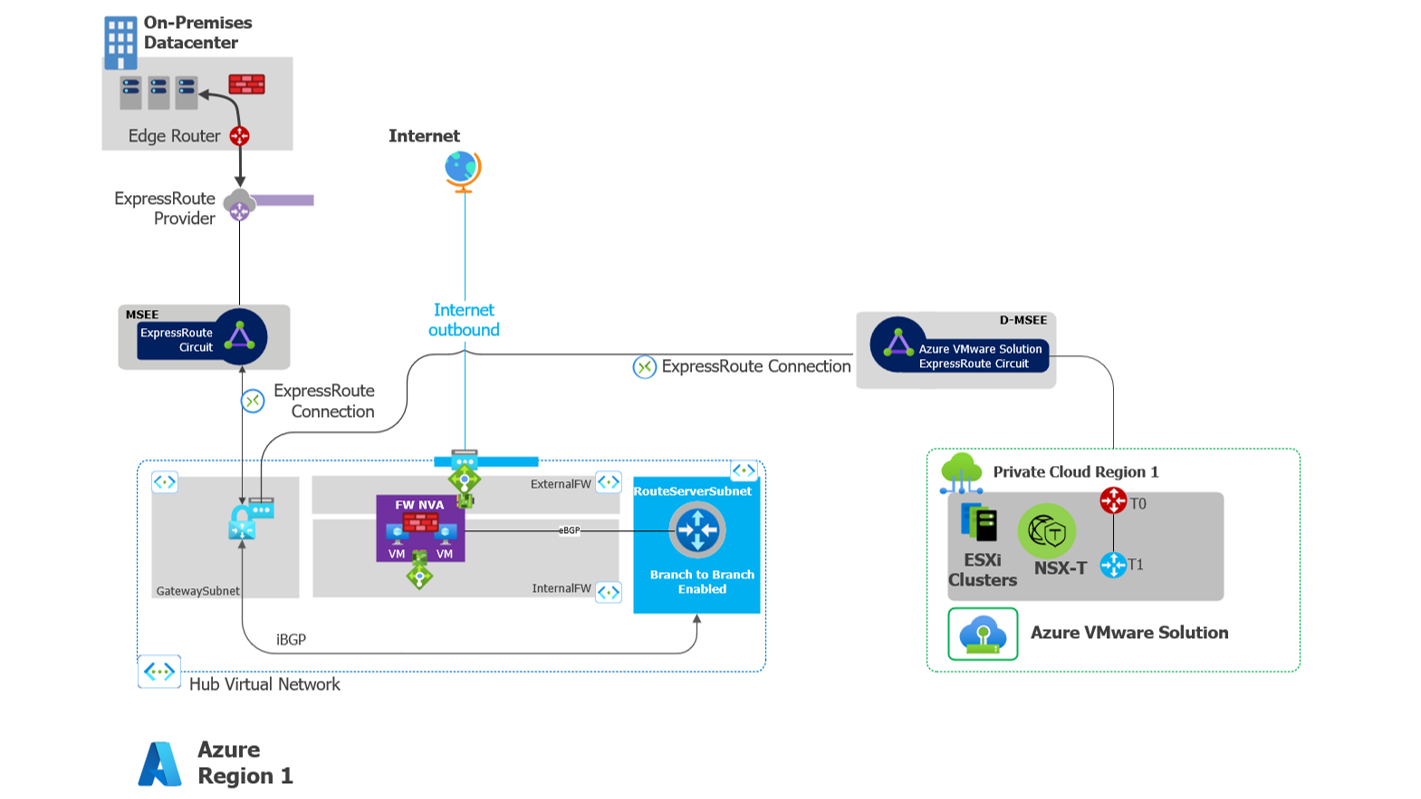 On-Premises
Datacenter
Edge Router
ExpressRoute
Provider
Internet
MSEE
ExpressRoute
Circuit
Internet
outbound
ExpressRoute
Connection
ExpressRoute Connection
D-MSEE
Azure VMware Solution
ExpressRoute Circuit
GatewaySubnet
ExternalFW
FW NVA
VM
VM
InternalFW
eBGP
RouteServerSubnet
Branch to Branch
Enabled
iBGP
Hub Virtual Network
Private Cloud Region 1
ESXi
Clusters
NSX-T
T
T0
T1
Azure VMware Solution
Azure
Region 1